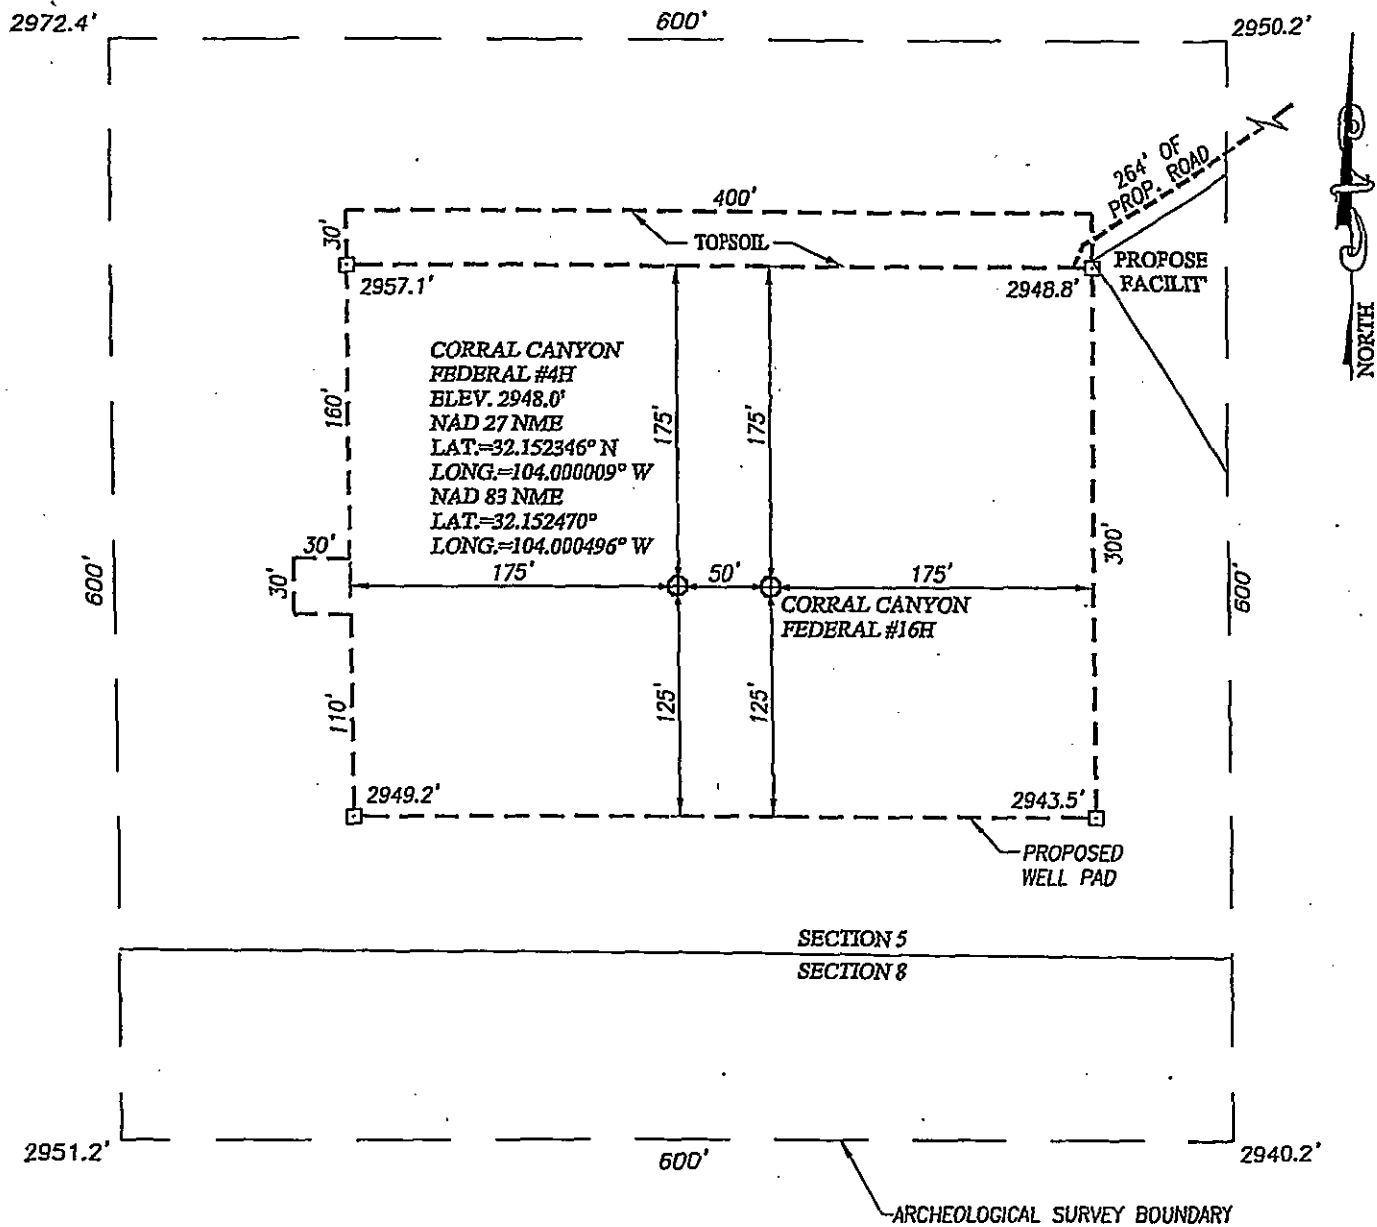 2972.4'
600'
2950.2'
264' OF
PROP. ROAD
400'
30'
TOPSOIL
PROPOSE
FACILIT
2957.1'
2948.8'
NORTH
CORRAL CANYON
FEDERAL #4H
ELEV. 2948.0'
NAD 27 NME
LAT.=32.152346° N
LONG.=104.000009° W
NAD 83 NME
LAT.=32.152470°
LONG.=104.000496° W
160'
175'
175'
300'
30'
30'
600'
600'
175'
50'
175'
CORRAL CANYON
FEDERAL #16H
110'
125'
125'
2949.2'
2943.5'
PROPOSED
WELL PAD
SECTION 5
SECTION 8
2951.2'
600'
2940.2'
ARCHEOLOGICAL SURVEY BOUNDARY